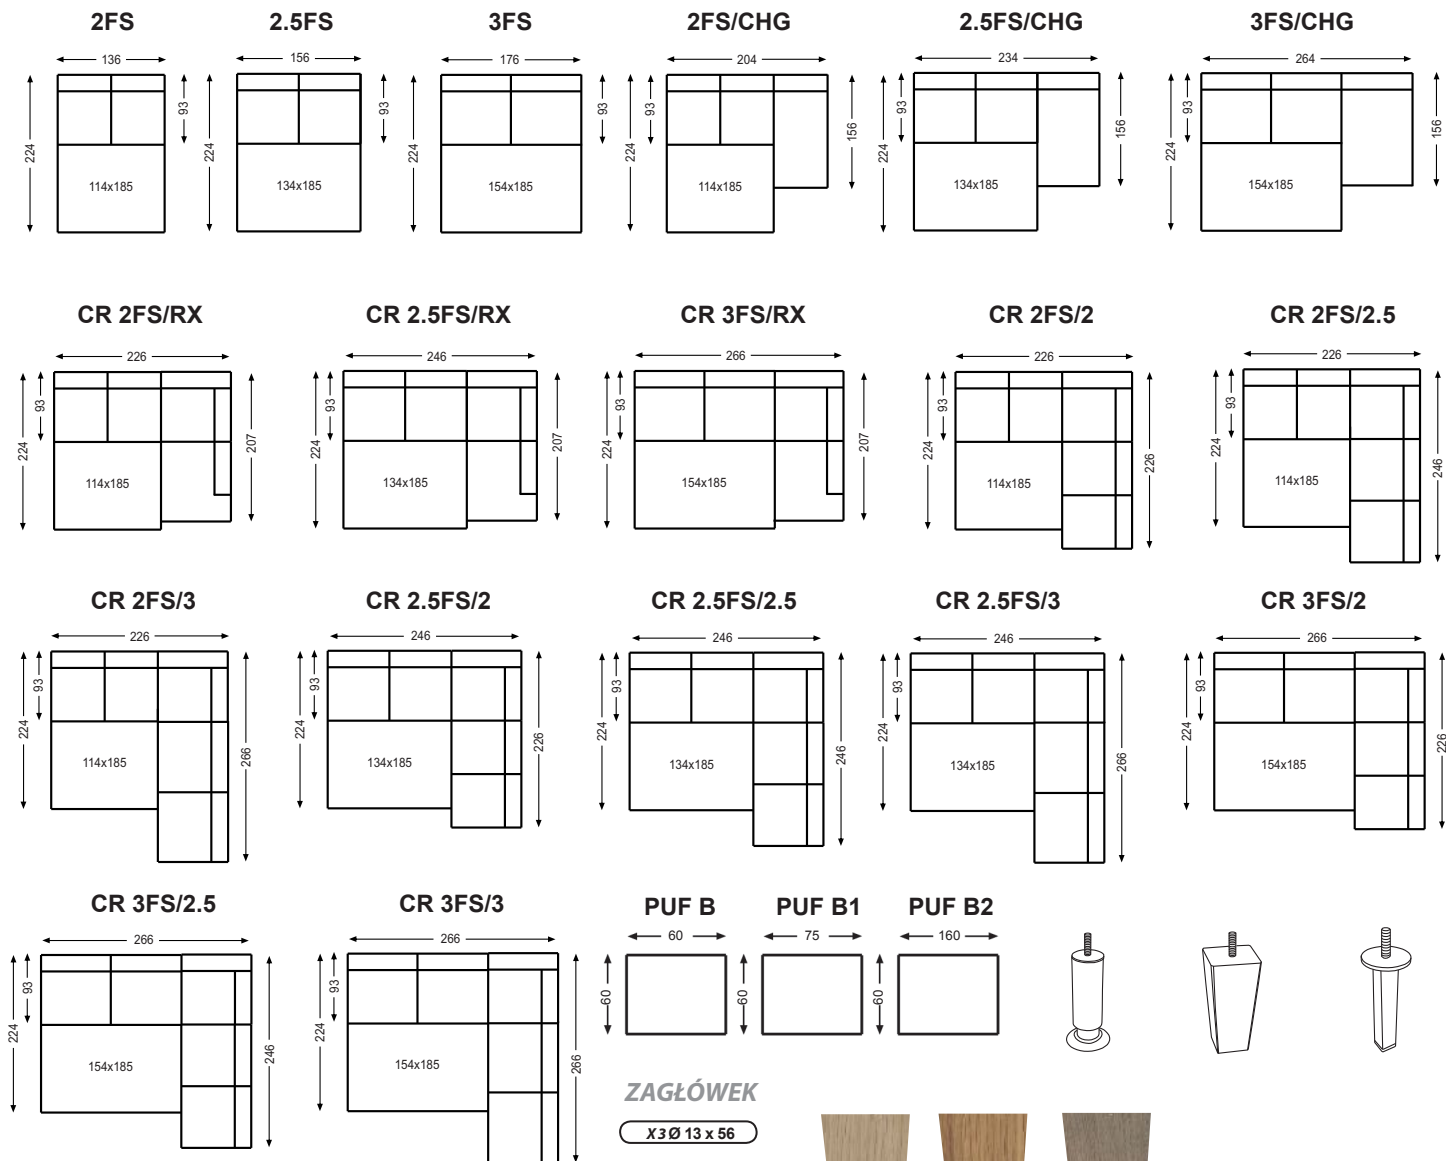 2FS 2.5FS 3FS 2FS/CHG 2.5FS/CHG 3FS/CHG
136 156 176 204 234 264
224 93 224 93 224 93 224 93 156 224 93 156 224 93 156
114x185 134x185 154x185 114x185 134x185 154x185
CR 2FS/RX CR 2.5FS/RX CR 3FS/RX CR 2FS/2 CR 2FS/2.5
226 246 266 226 226
224 93 207 224 93 207 224 93 207 224 93 226 224 93 246
114x185 134x185 154x185 114x185 114x185
CR 2FS/3 CR 2.5FS/2 CR 2.5FS/2.5 CR 2.5FS/3 CR 3FS/2
226 246 246 246 266
224 93 266 224 93 226 224 93 246 224 93 266 224 93 226
114x185 134x185 134x185 134x185 154x185
CR 3FS/2.5 CR 3FS/3 PUF B PUF B1 PUF B2
266 266 60 75 160
224 93 246 224 93 266 60 60 60
154x185 154x185
ZAGŁÓWEK
X3 Ø 13 x 56